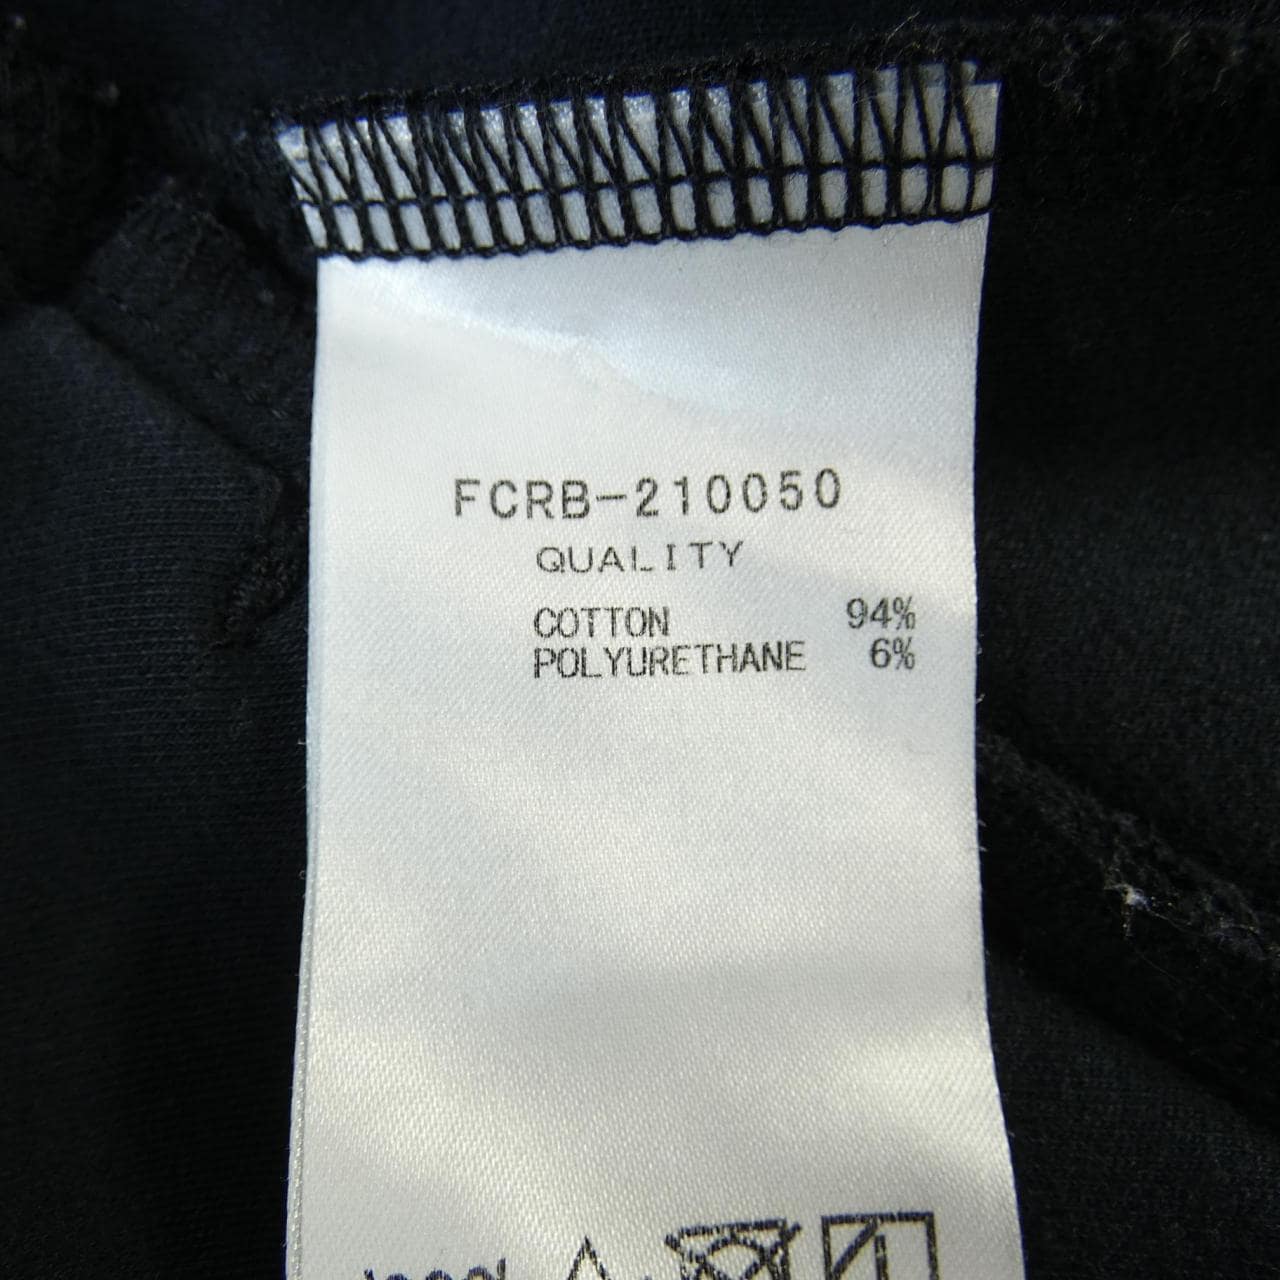 FCRB-210050
QUALITY
COTTON 94%
POLYURETHANE 6%